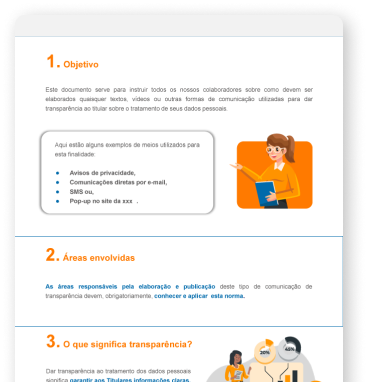 1. Objetivo
Este documento serve para instruir todos os nossos colaboradores sobre como devem ser
elaborados quaisquer textos, vídeos ou outras formas de comunicação utilizadas para dar
transparência ao titular sobre o tratamento de seus dados pessoais.
Aqui estão alguns exemplos de meios utilizados para
esta finalidade:
• Avisos de privacidade,
• Comunicações diretas por e-mail,
• SMS ou,
• Pop-up no site da xxx .
2. Áreas envolvidas
As áreas responsáveis pela elaboração e publicação deste tipo de comunicação de
transparência devem, obrigatoriamente, conhecer e aplicar esta norma.
3. O que significa transparência?
20%
48%
Dar transparência ao tratamento dos dados pessoais
significa garantir aos Titulares informações claras,